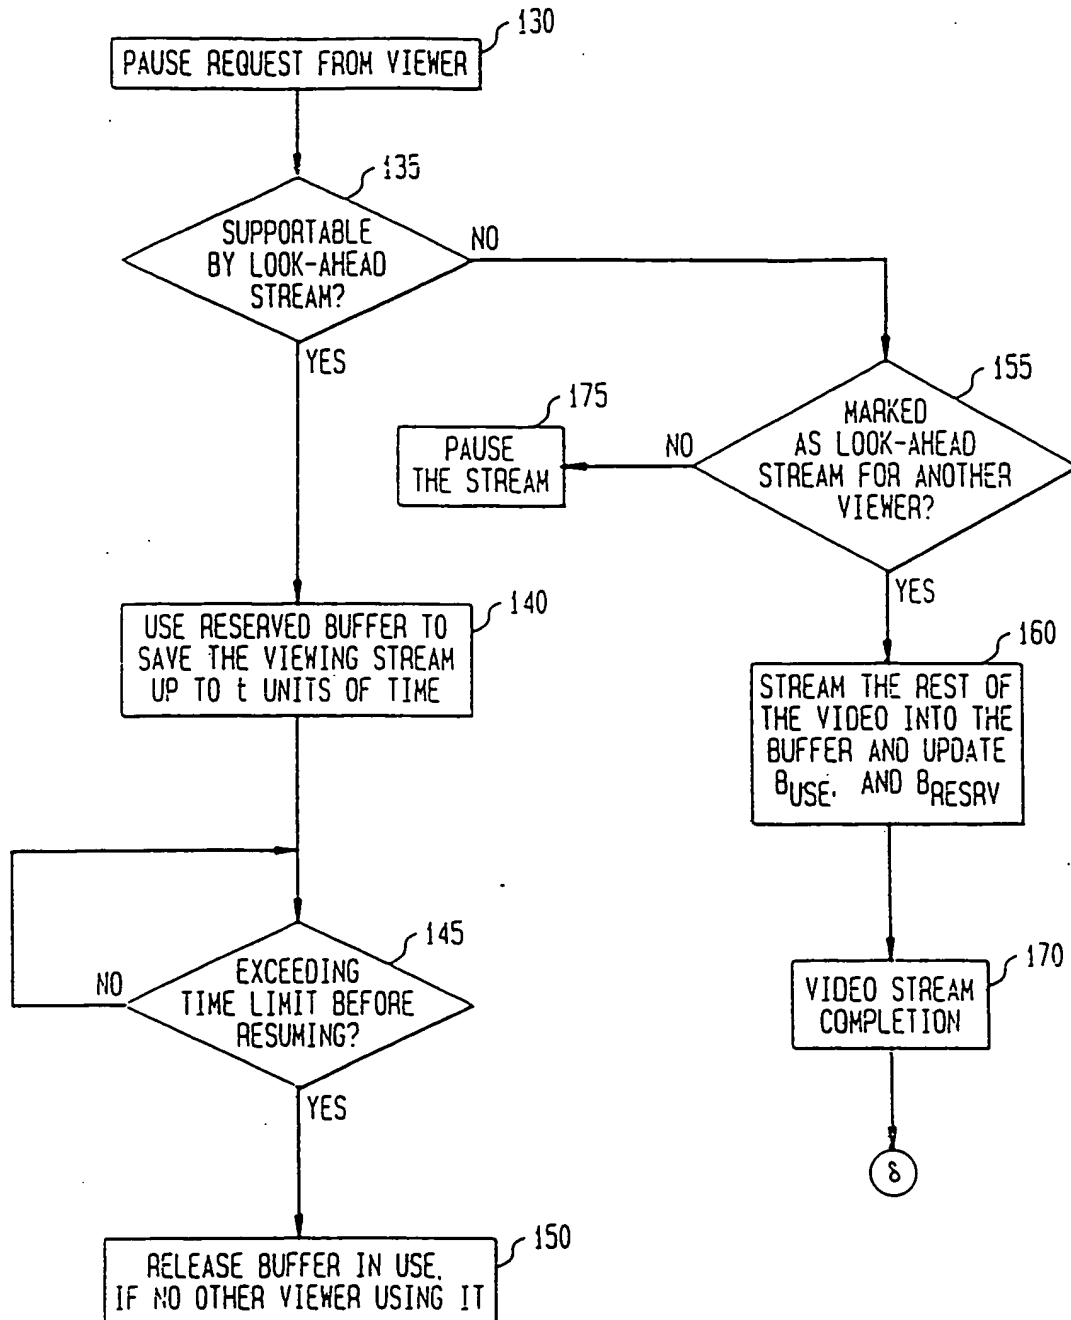 130
PAUSE REQUEST FROM VIEWER
135
SUPPORTABLE
BY LOOK-AHEAD
STREAM?
NO
YES
155
MARKED
AS LOOK-AHEAD
STREAM FOR ANOTHER
VIEWER?
NO
YES
175
PAUSE
THE STREAM
140
USE RESERVED BUFFER TO
SAVE THE VIEWING STREAM
UP TO t UNITS OF TIME
160
STREAM THE REST OF
THE VIDEO INTO THE
BUFFER AND UPDATE
BUSE. AND BRESRV
145
EXCEEDING
TIME LIMIT BEFORE
RESUMING?
NO
YES
170
VIDEO STREAM
COMPLETION
δ
150
RELEASE BUFFER IN USE,
IF NO OTHER VIEWER USING IT